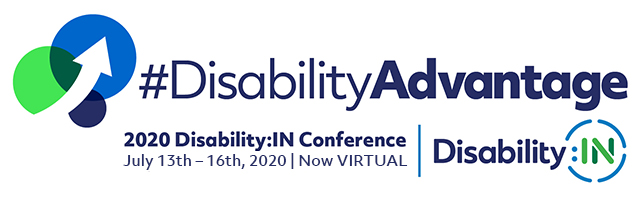 #DisabilityAdvantage
2020 Disability:IN Conference
July 13th – 16th, 2020 | Now VIRTUAL
Disability:IN